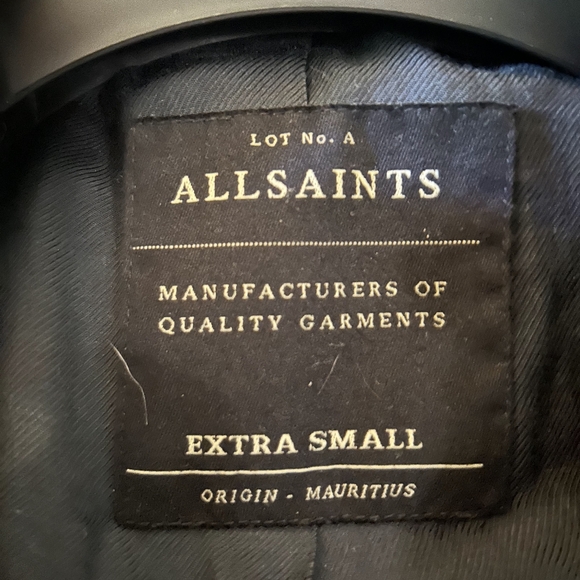 LOT No. A
ALLSAINTS
MANUFACTURERS OF
QUALITY GARMENTS
EXTRA SMALL
ORIGIN - MAURITIUS